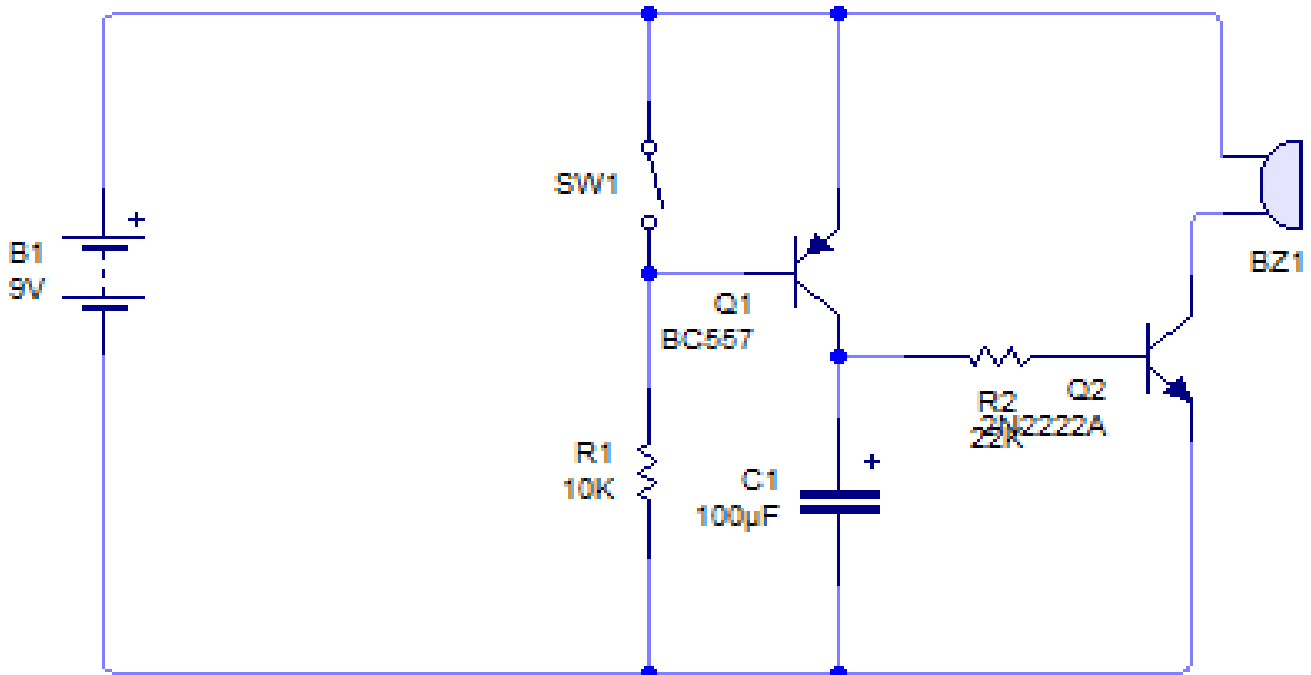 SW1
+
B1
9V
BZ1
Q1
BC557
R2
22K
Q2
2N2222A
R1
10K
+
C1
100µF